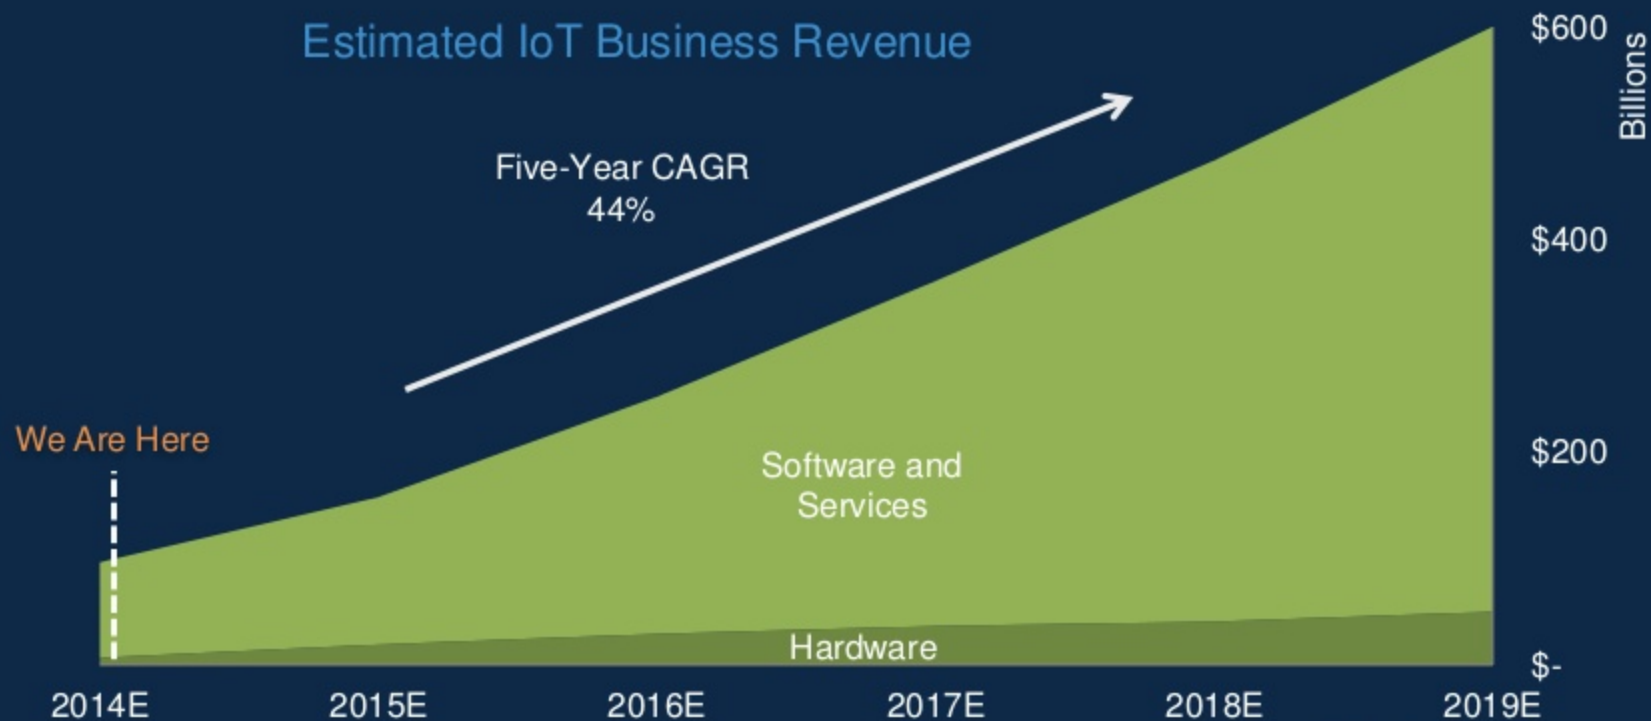 Estimated IoT Business Revenue
$600
Billions
Five-Year CAGR
44%
$400
We Are Here
$200
Software and
Services
Hardware
$-
2014E
2015E
2016E
2017E
2018E
2019E